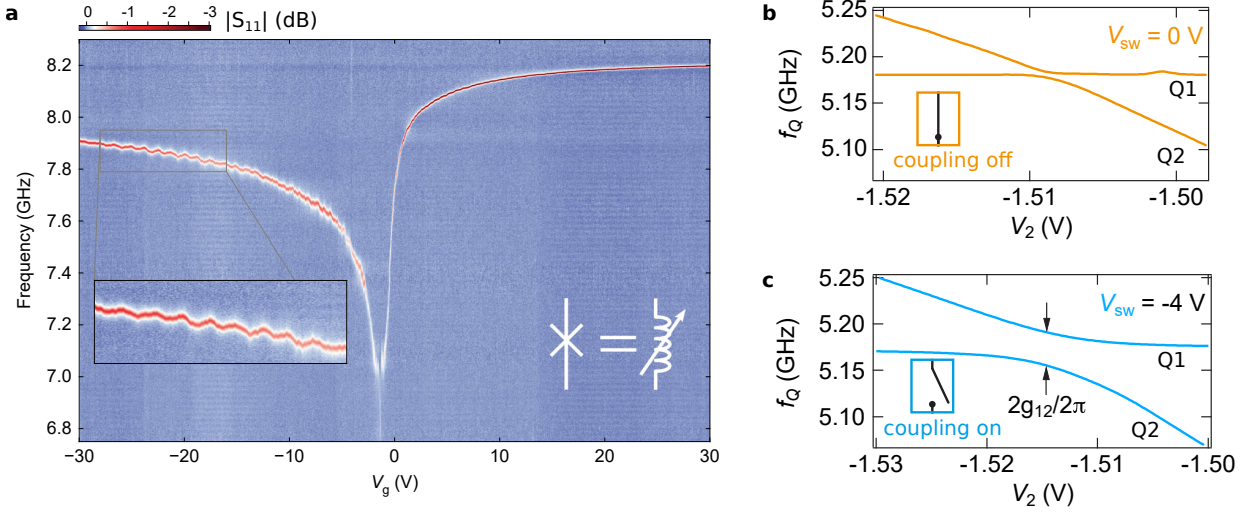 a
0 -1 -2 -3
|S11| (dB)
8.2
8.0
7.8
7.6
7.4
7.2
7.0
6.8
Frequency (GHz)
−30 −20 −10 0 10 20 30
Vg (V)
b
5.25
5.20
5.15
5.10
fQ (GHz)
Vsw = 0 V
Q1
Q2
coupling off
-1.52 -1.51 -1.50
V2 (V)
c
5.25
5.20
5.15
5.10
fQ (GHz)
Vsw = -4 V
Q1
2g12/2π
Q2
coupling on
-1.53 -1.52 -1.51 -1.50
V2 (V)